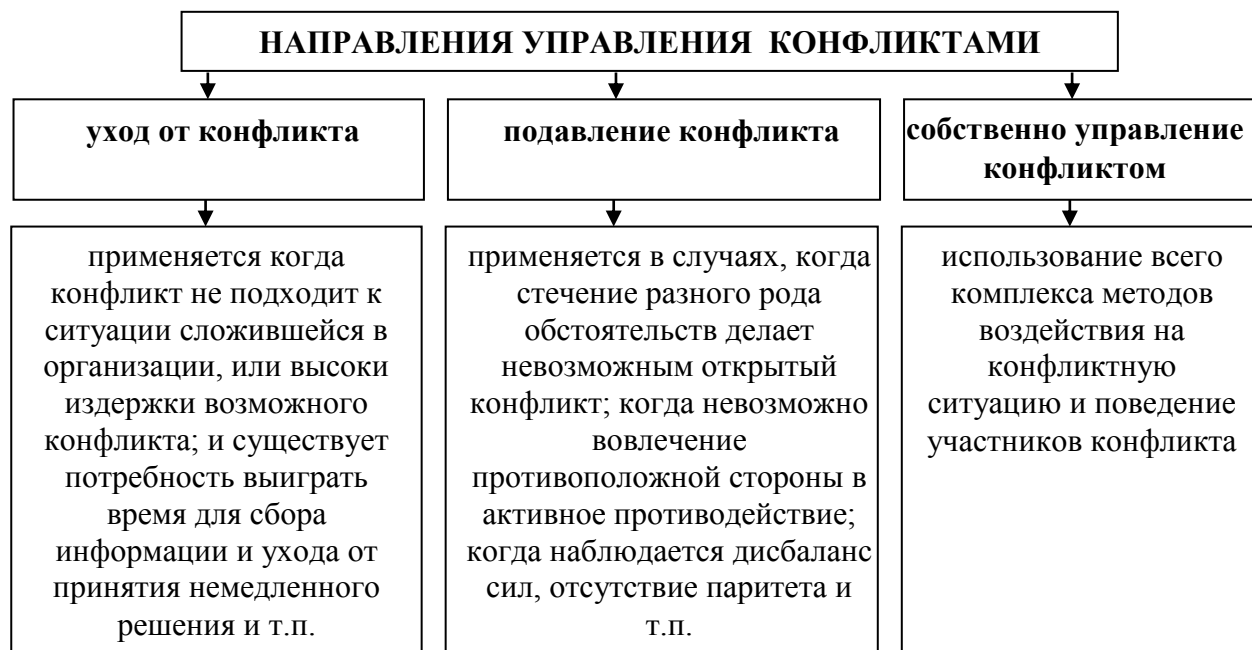 НАПРАВЛЕНИЯ УПРАВЛЕНИЯ КОНФЛИКТАМИ
уход от конфликта
подавление конфликта
собственно управление
конфликтом
применяется когда
конфликт не подходит к
ситуации сложившейся в
организации, или высоки
издержки возможного
конфликта; и существует
потребность выиграть
время для сбора
информации и ухода от
принятия немедленного
решения и т.п.
применяется в случаях, когда
стечение разного рода
обстоятельств делает
невозможным открытый
конфликт; когда невозможно
вовлечение
противоположной стороны в
активное противодействие;
когда наблюдается дисбаланс
сил, отсутствие паритета и
т.п.
использование всего
комплекса методов
воздействия на
конфликтную
ситуацию и поведение
участников конфликта